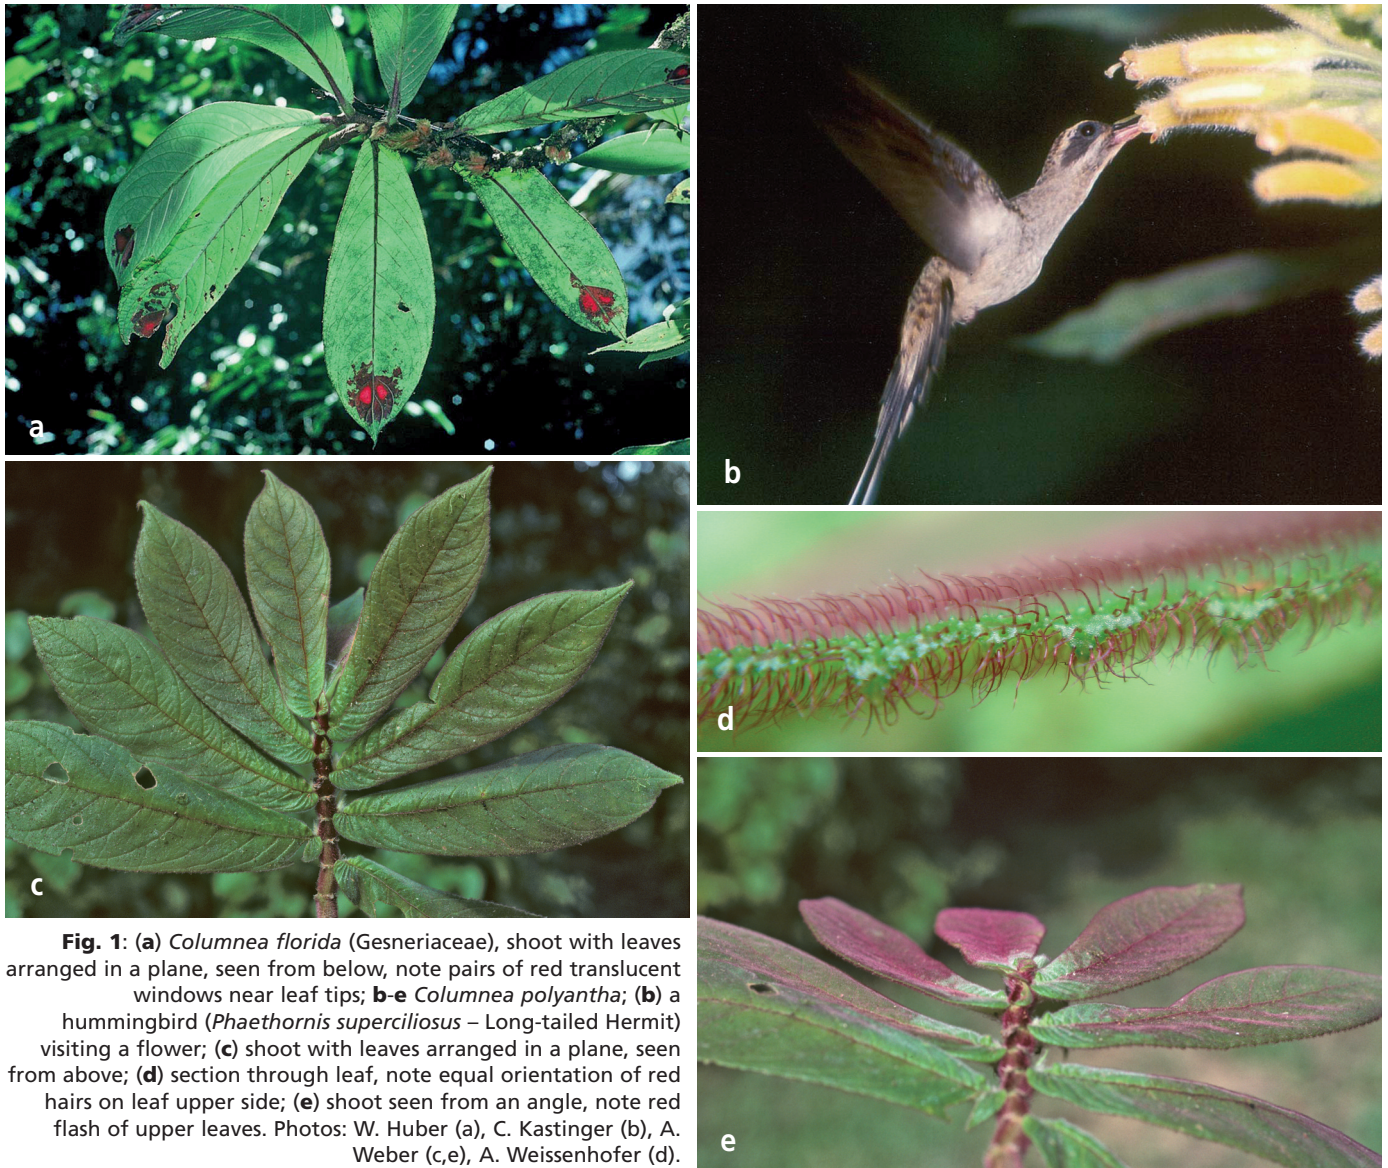 a
b
c
d
e
Fig. 1: (a) Columnea florida (Gesneriaceae), shoot with leaves
arranged in a plane, seen from below, note pairs of red translucent
windows near leaf tips; b-e Columnea polyantha; (b) a
hummingbird (Phaethornis superciliosus – Long-tailed Hermit)
visiting a flower; (c) shoot with leaves arranged in a plane, seen
from above; (d) section through leaf, note equal orientation of red
hairs on leaf upper side; (e) shoot seen from an angle, note red
flash of upper leaves. Photos: W. Huber (a), C. Kastinger (b), A.
Weber (c,e), A. Weissenhofer (d).